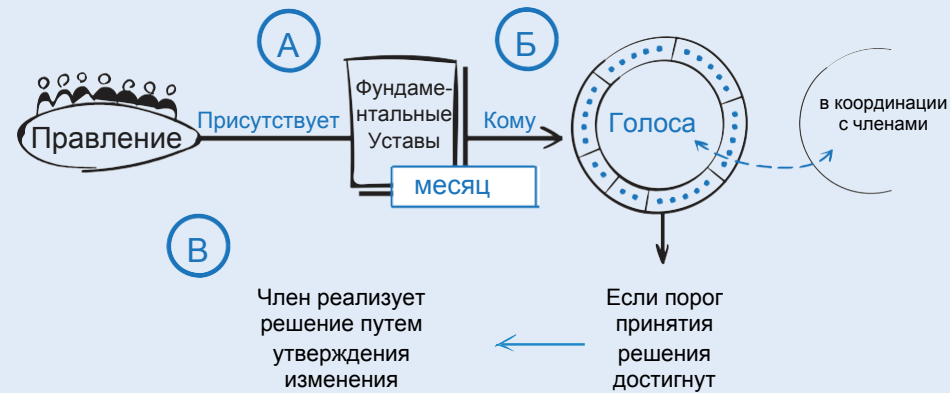 А
Б
Правление
Присутствует
Фундаме-
нтальные
Уставы
месяц
Кому
Голоса
в координации
с членами
В
Член реализует
решение путем
утверждения
изменения
Если порог
принятия
решения
достигнут